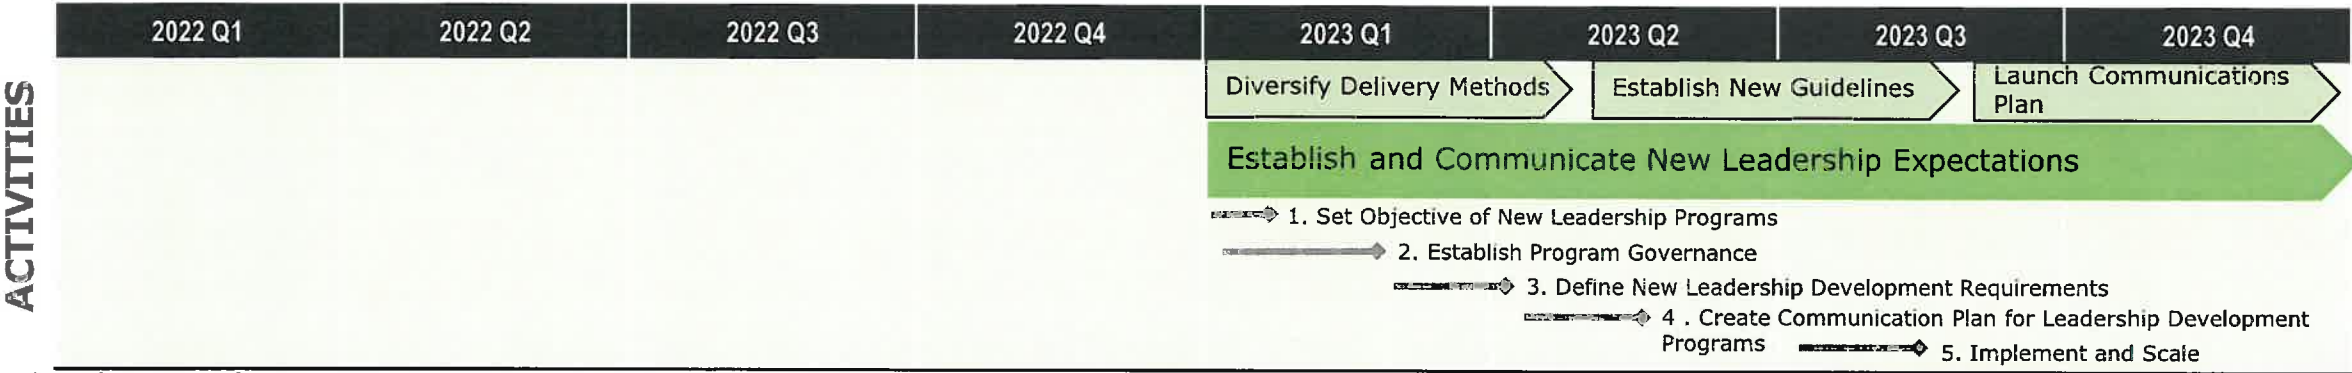 2022 Q1 2022 Q2 2022 Q3 2022 Q4 2023 Q1 2023 Q2 2023 Q3 2023 Q4
ACTIVITIES
Diversify Delivery Methods
Establish New Guidelines
Launch Communications
Plan
Establish and Communicate New Leadership Expectations
1. Set Objective of New Leadership Programs
2. Establish Program Governance
3. Define New Leadership Development Requirements
4 . Create Communication Plan for Leadership Development
Programs
5. Implement and Scale